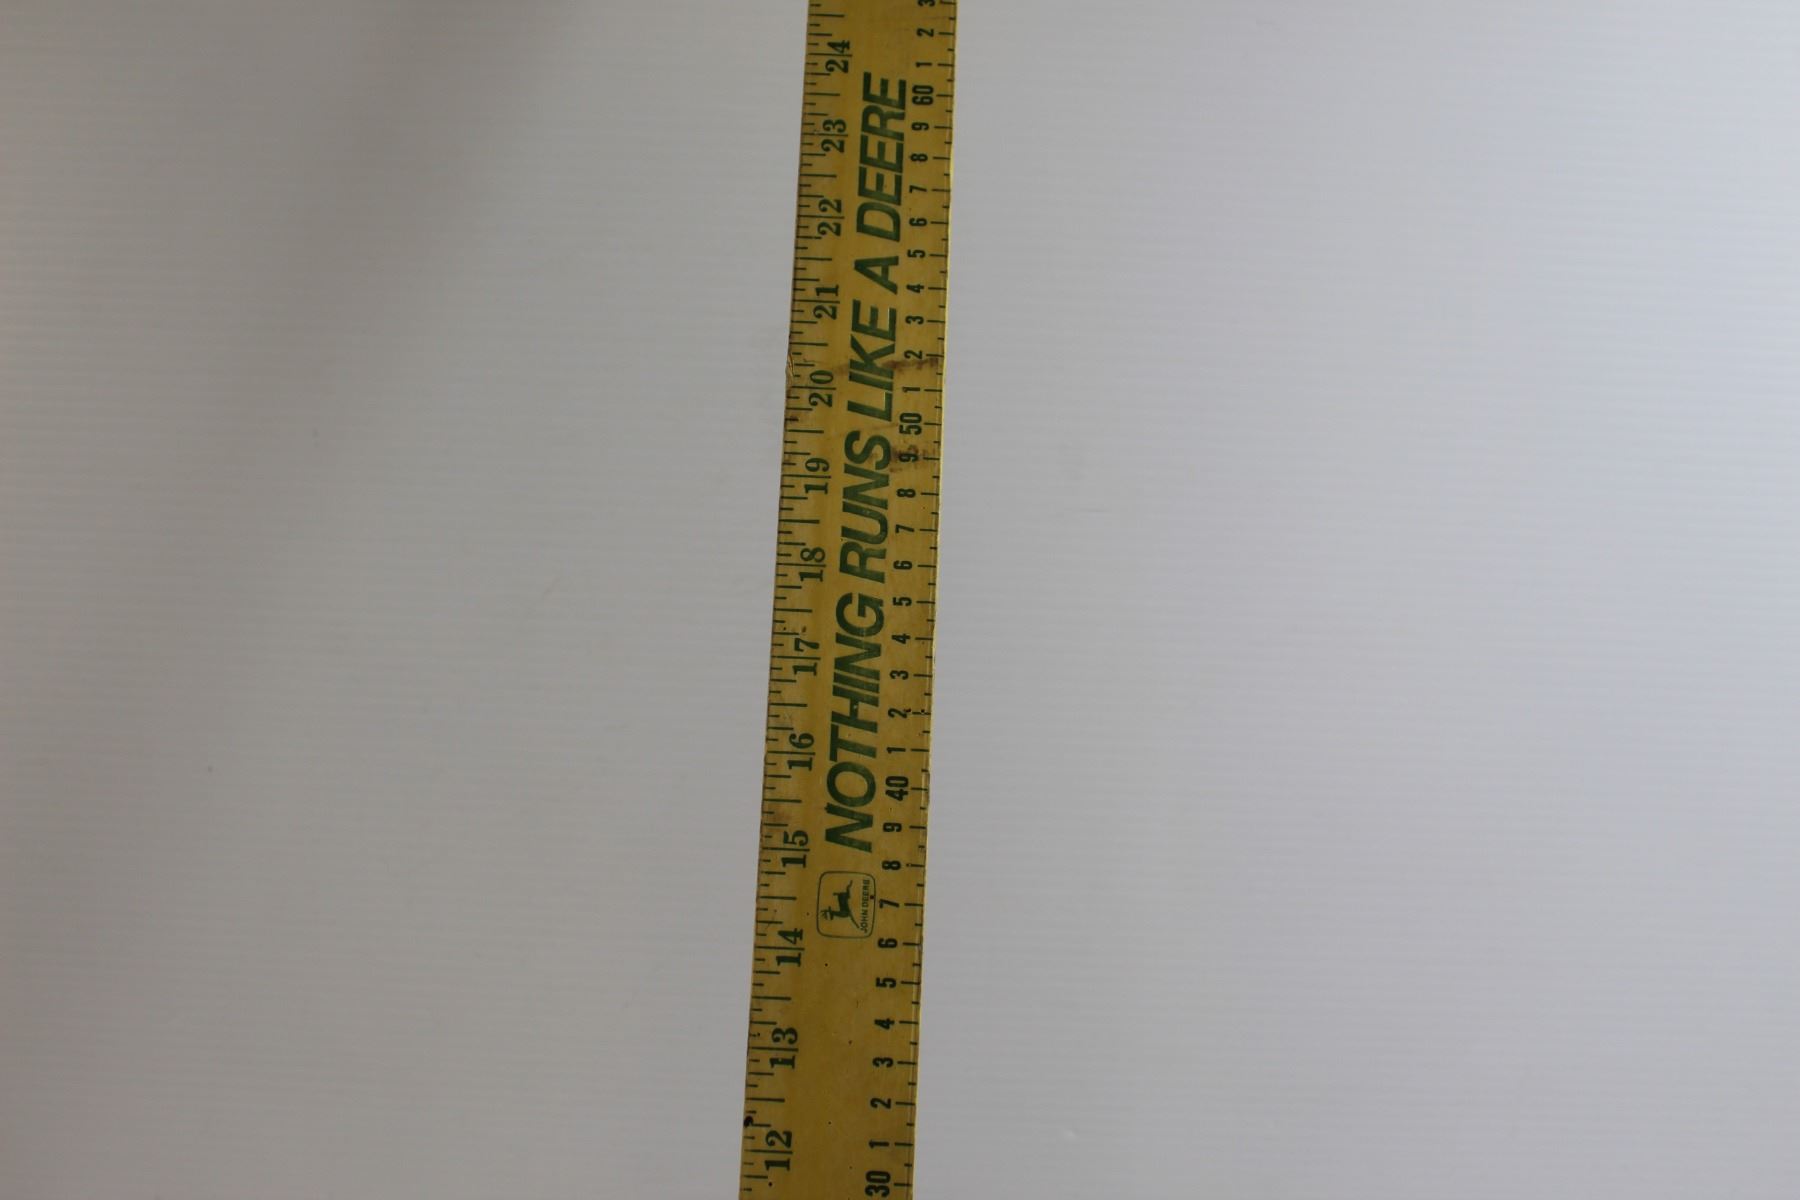 12 13 14 15 16 17 18 19 20 21 22 23 24
JOHN DEERE
NOTHING RUNS LIKE A DEERE
30 1 2 3 4 5 6 7 8 9 40 1 2 3 4 5 6 7 8 9 50 1 2 3 4 5 6 7 8 9 60 1 2 3